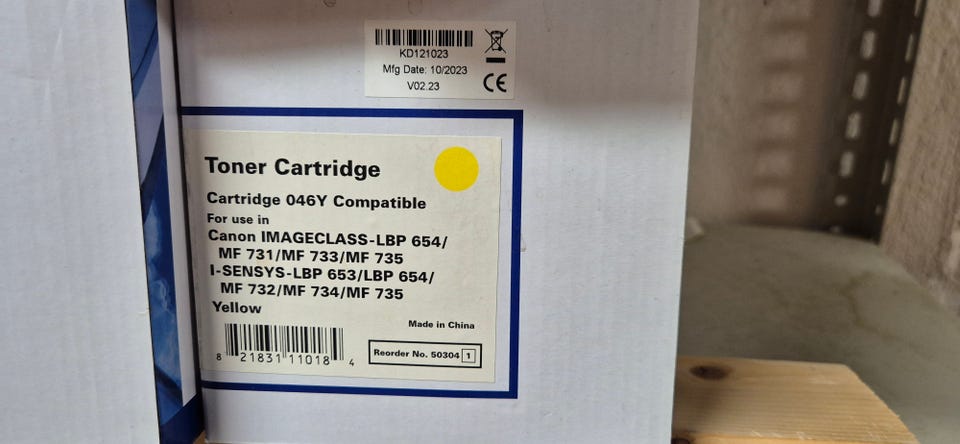 KD121023
Mfg Date: 10/2023
V02.23
CE
Toner Cartridge
Cartridge 046Y Compatible
For use in
Canon IMAGECLASS-LBP 654/
MF 731/MF 733/MF 735
I-SENSYS-LBP 653/LBP 654/
MF 732/MF 734/MF 735
Yellow
Made in China
8 21831 11018 4
Reorder No. 50304 1